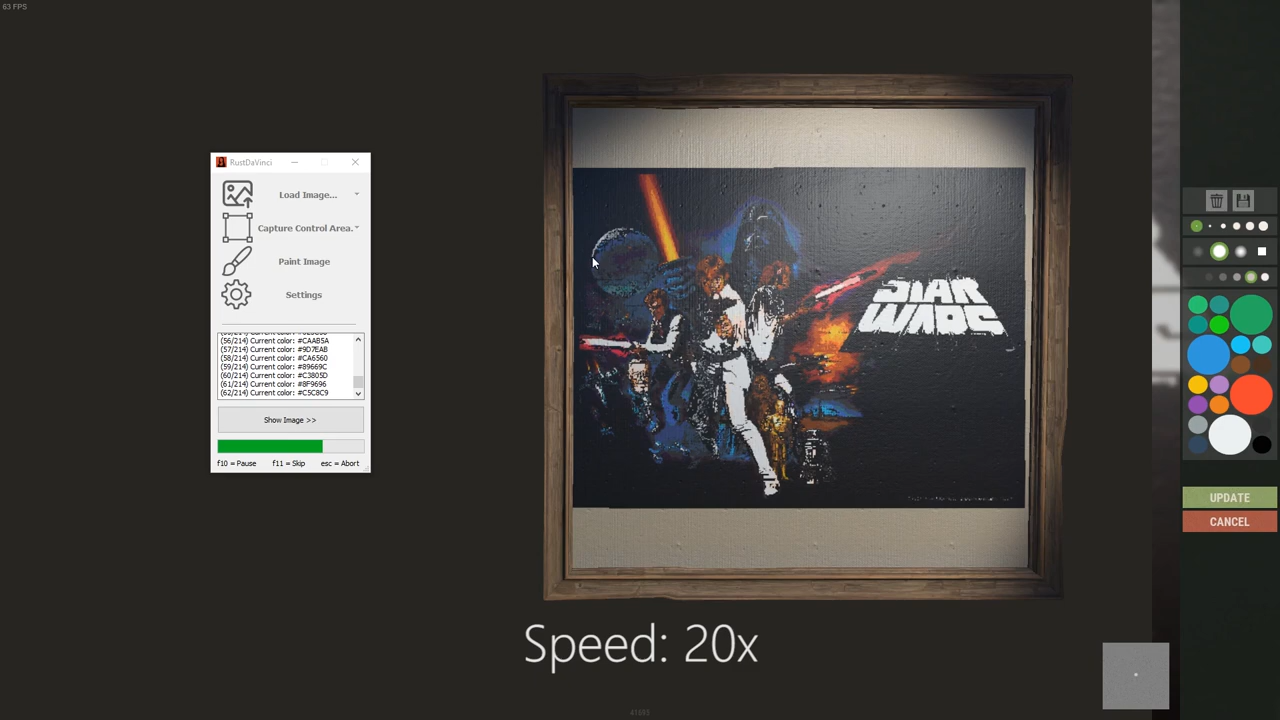 63 FPS
RustDaVinci
Load Image...
Capture Control Area.
Paint Image
Settings
(56/214) Current color: #CAAB5A
(57/214) Current color: #9D7EAB
(58/214) Current color: #CA6560
(59/214) Current color: #89669C
(60/214) Current color: #C3805D
(61/214) Current color: #8F9696
(62/214) Current color: #C5C8C9
Show Image >>
f10 = Pause f11 = Skip esc = Abort
STAR
WARS
UPDATE
CANCEL
Speed: 20x